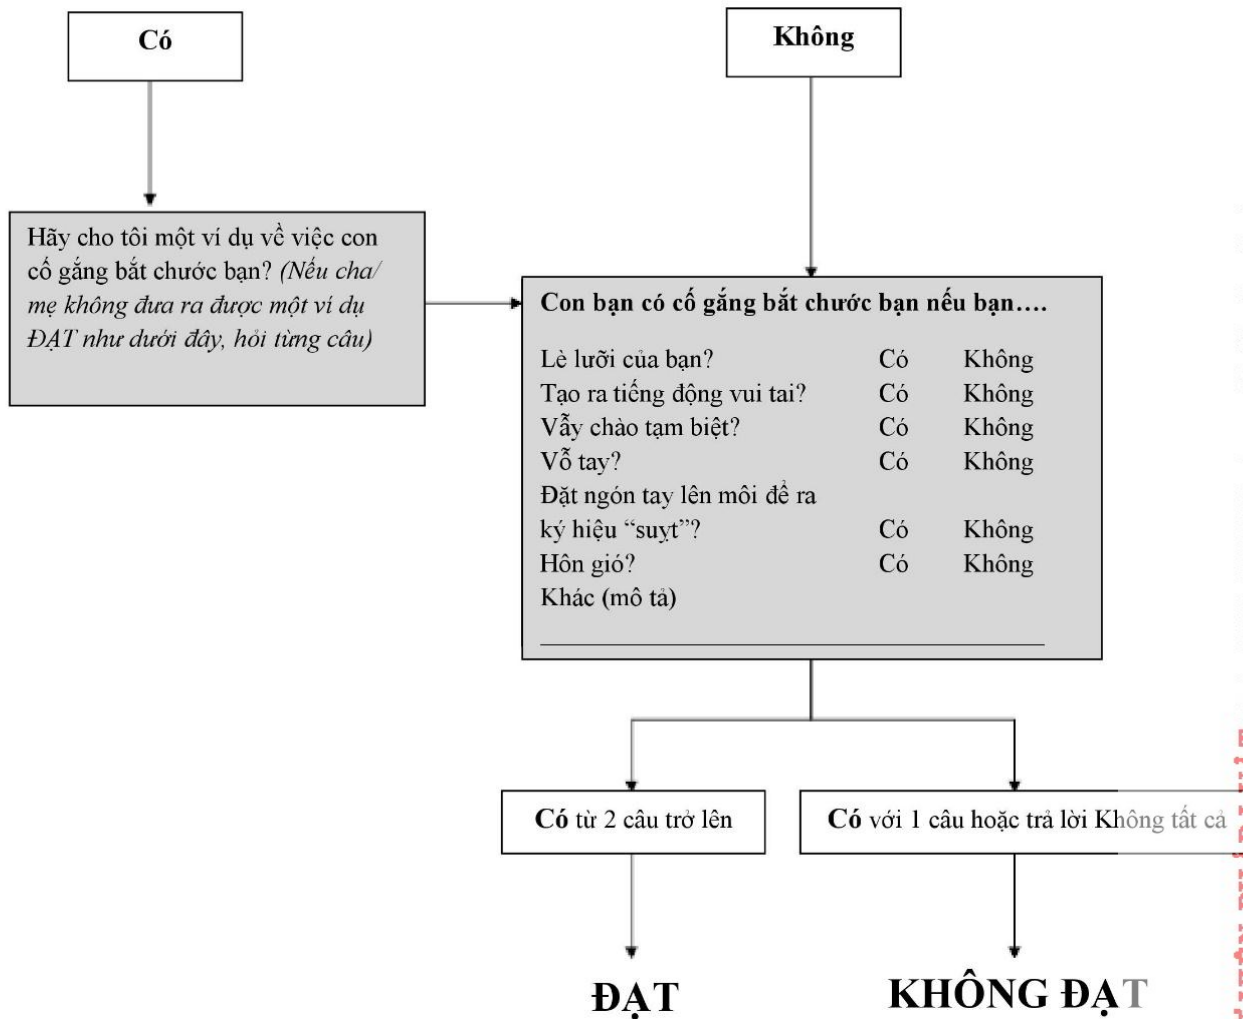 Có
Không
Hãy cho tôi một ví dụ về việc con
cố gắng bắt chước bạn? (Nếu cha/
mẹ không đưa ra được một ví dụ
ĐẠT như dưới đây, hỏi từng câu)
Con bạn có cố gắng bắt chước bạn nếu bạn….
Lè lưỡi của bạn? Có Không
Tạo ra tiếng động vui tai? Có Không
Vẫy chào tạm biệt? Có Không
Vỗ tay? Có Không
Đặt ngón tay lên môi để ra
ký hiệu “suỵt”? Có Không
Hôn gió? Có Không
Khác (mô tả)
Có từ 2 câu trở lên
Có với 1 câu hoặc trả lời Không tất cả
ĐẠT
KHÔNG ĐẠT